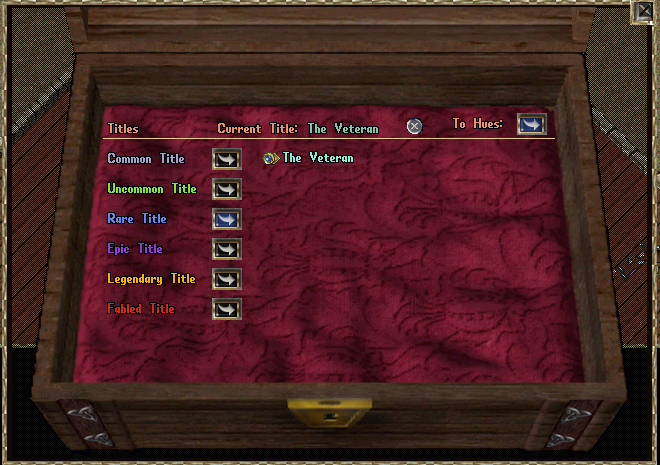 Titles Current Title: The Veteran To Hues:
Common Title The Veteran
Uncommon Title
Rare Title
Epic Title
Legendary Title
Fabled Title